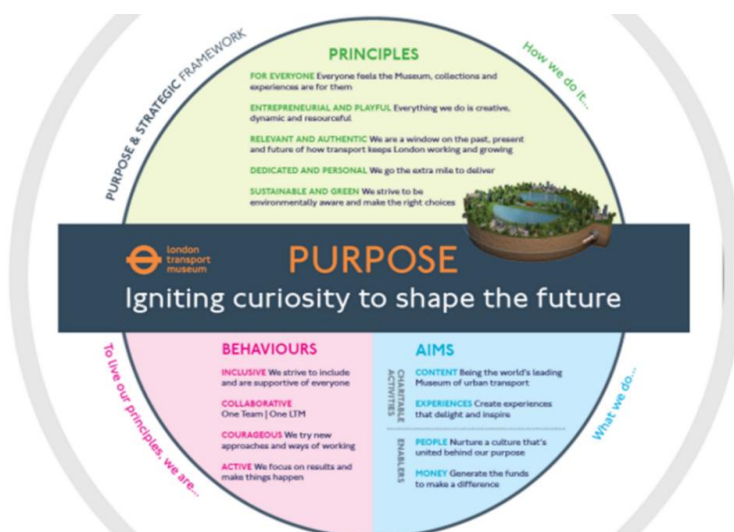 PURPOSE & STRATEGIC FRAMEWORK
How we do it...
PRINCIPLES
FOR EVERYONE Everyone feels the Museum, collections and
experiences are for them
ENTREPRENEURIAL AND PLAYFUL Everything we do is creative,
dynamic and resourceful
RELEVANT AND AUTHENTIC We are a window on the past, present
and future of how transport keeps London working and growing
DEDICATED AND PERSONAL We go the extra mile to deliver
SUSTAINABLE AND GREEN We strive to be
environmentally aware and make the right choices
london
transport
museum
PURPOSE
Igniting curiosity to shape the future
To live our principles, we are...
BEHAVIOURS
INCLUSIVE We strive to include
and are supportive of everyone
COLLABORATIVE
One Team | One LTM
COURAGEOUS We try new
approaches and ways of working
ACTIVE We focus on results and
make things happen
AIMS
CHARITABLE
ACTIVITIES
CONTENT Being the world's leading
Museum of urban transport
EXPERIENCES Create experiences
that delight and inspire
ENABLERS
PEOPLE Nurture a culture that's
united behind our purpose
MONEY Generate the funds
to make a difference
What we do...